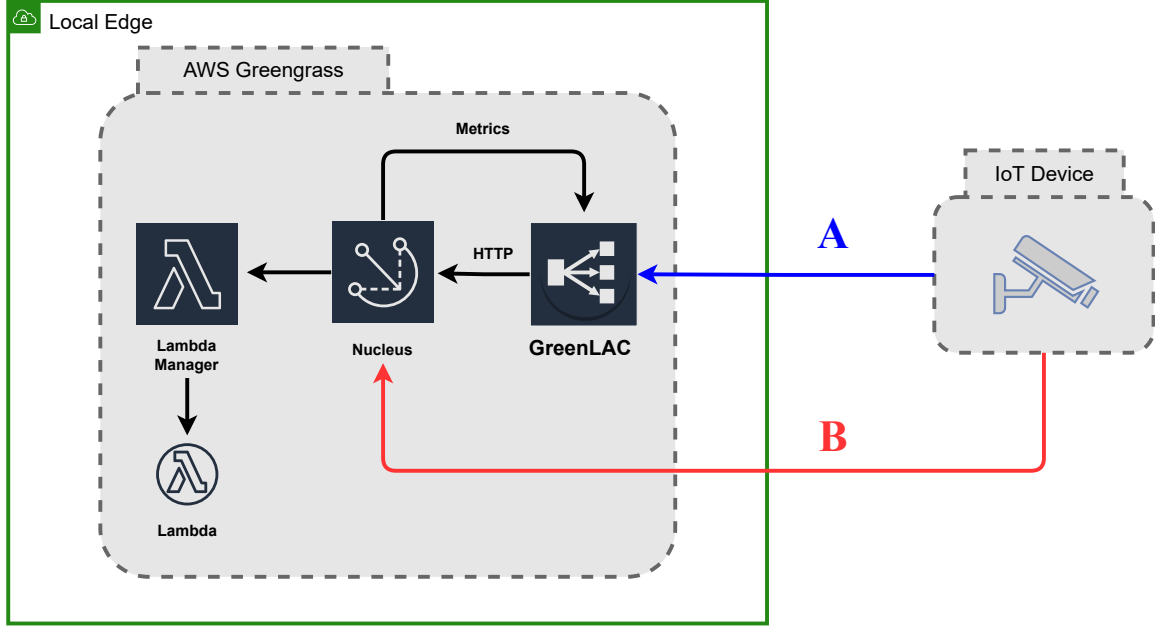 Local Edge
AWS Greengrass
Metrics
IoT Device
A
HTTP
Lambda
Manager
Nucleus
GreenLAC
B
Lambda